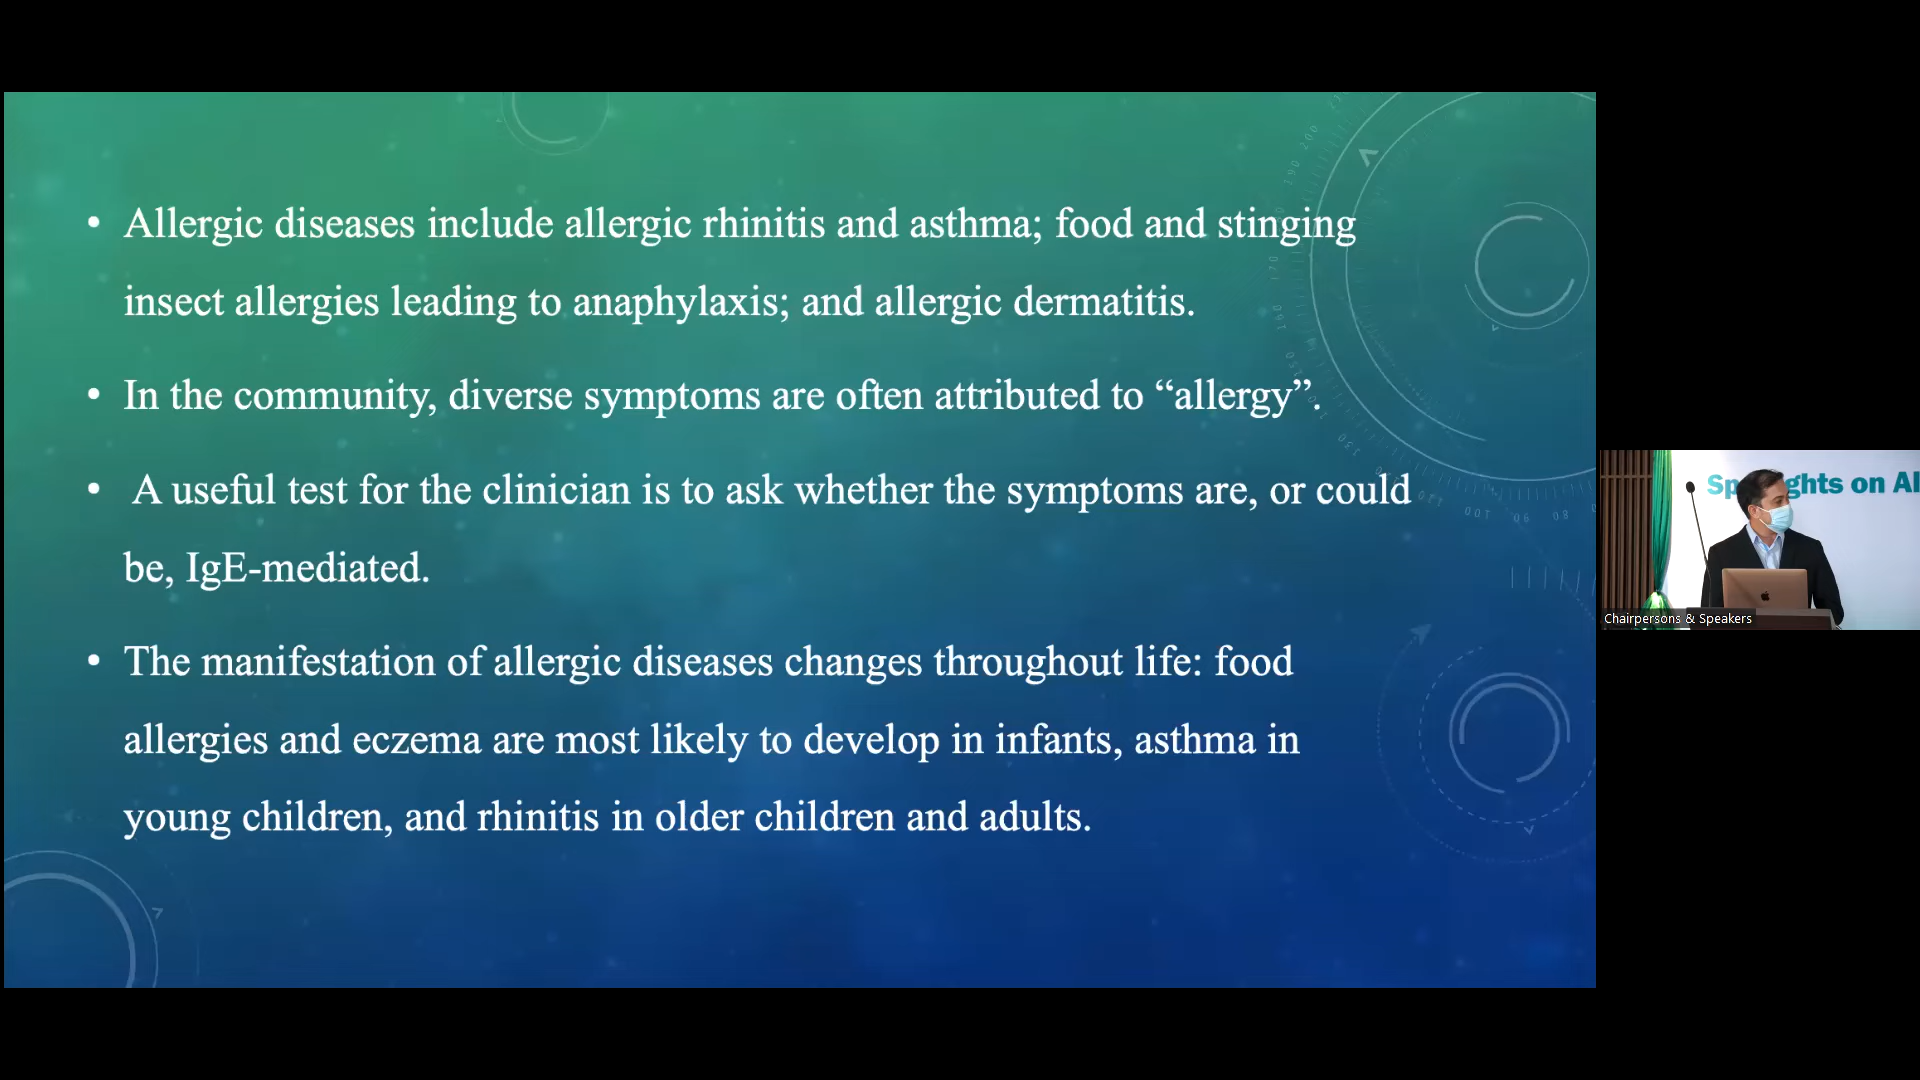 • Allergic diseases include allergic rhinitis and asthma; food and stinging
insect allergies leading to anaphylaxis; and allergic dermatitis.
• In the community, diverse symptoms are often attributed to “allergy”.
• A useful test for the clinician is to ask whether the symptoms are, or could
be, IgE-mediated.
• The manifestation of allergic diseases changes throughout life: food
allergies and eczema are most likely to develop in infants, asthma in
young children, and rhinitis in older children and adults.
on
Chairpersons & Speakers